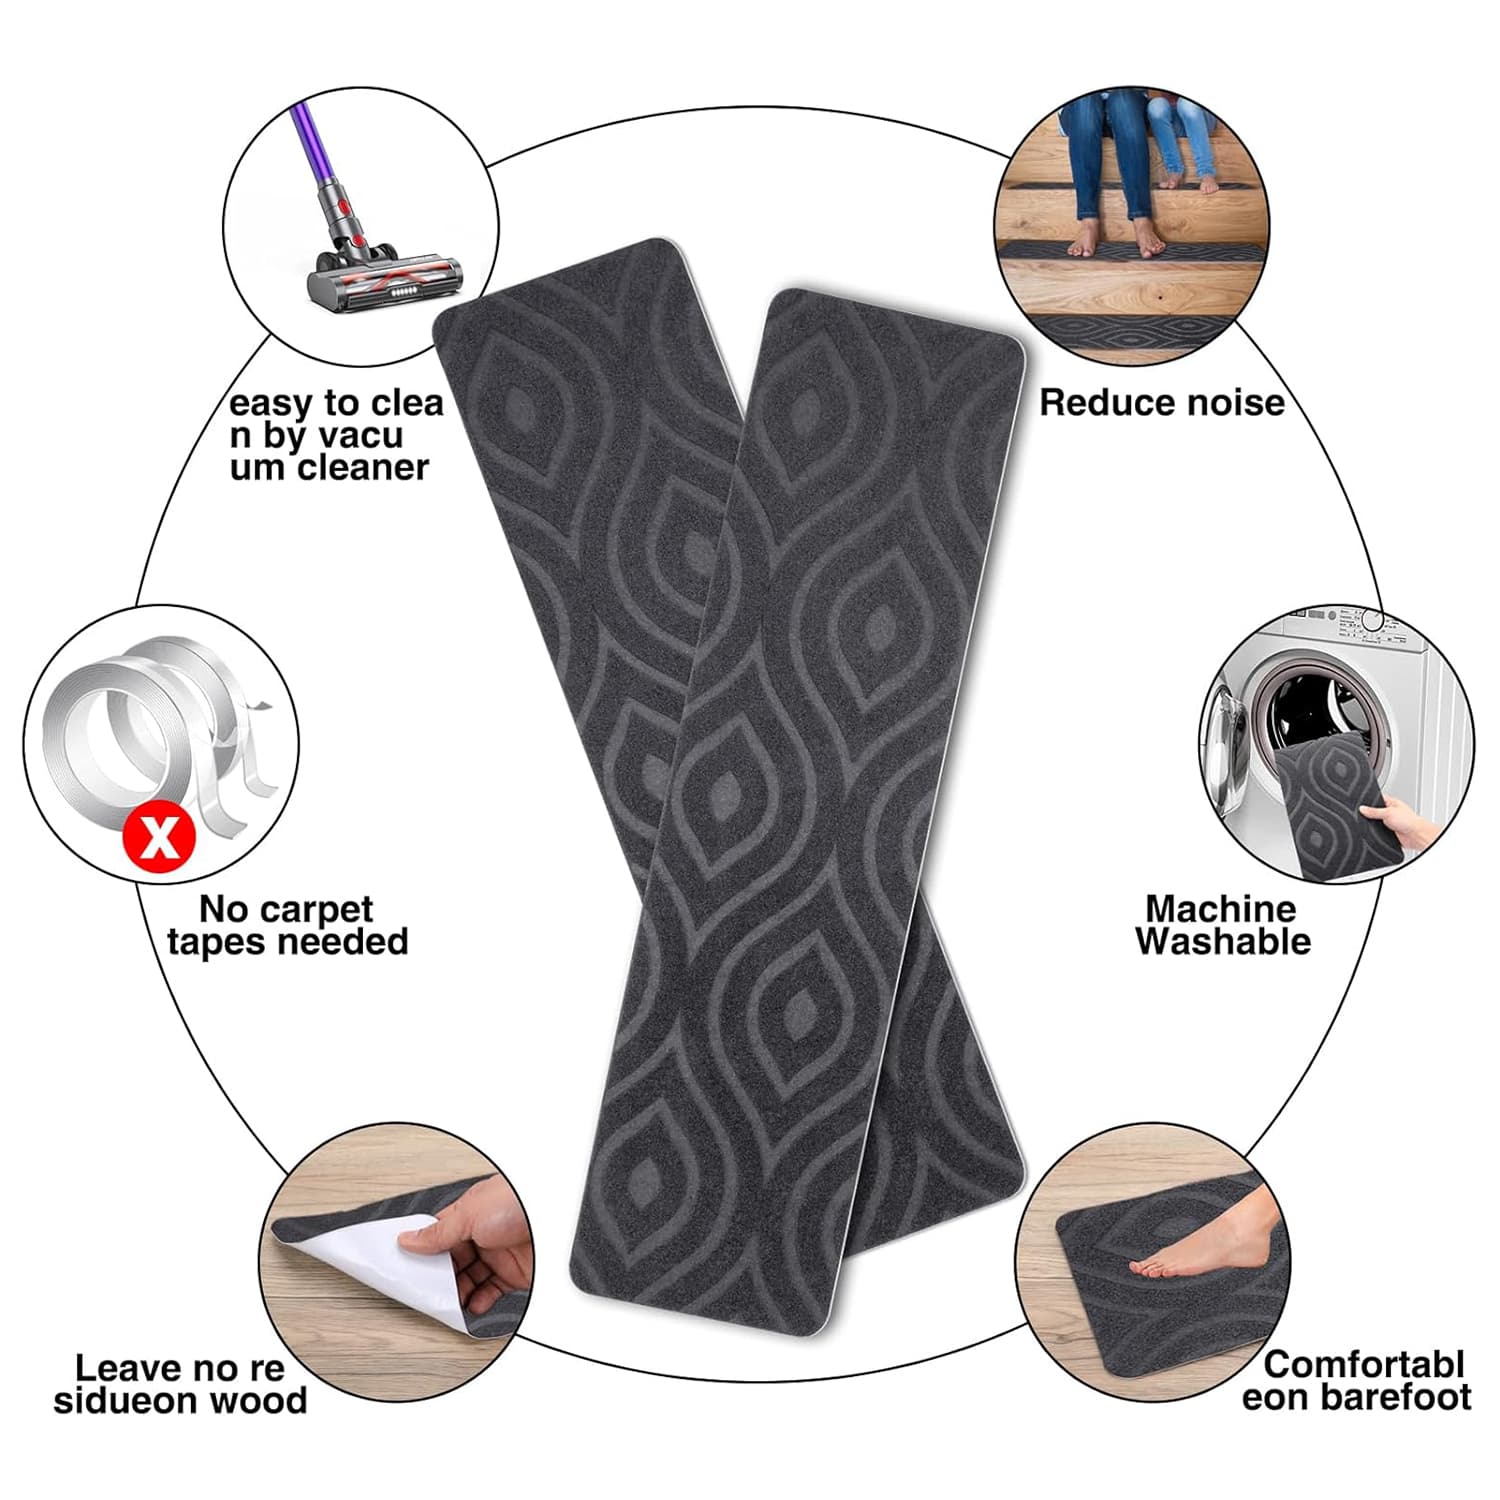 easy to clea
n by vacu
um cleaner
Reduce noise
X
No carpet
tapes needed
Machine
Washable
Leave no re
sidueon wood
Comfortabl
eon barefoot